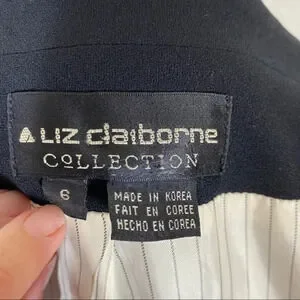 LIZ claiborne
COLLECTION
6
MADE IN KOREA
FAIT EN COREE
HECHO EN COREA